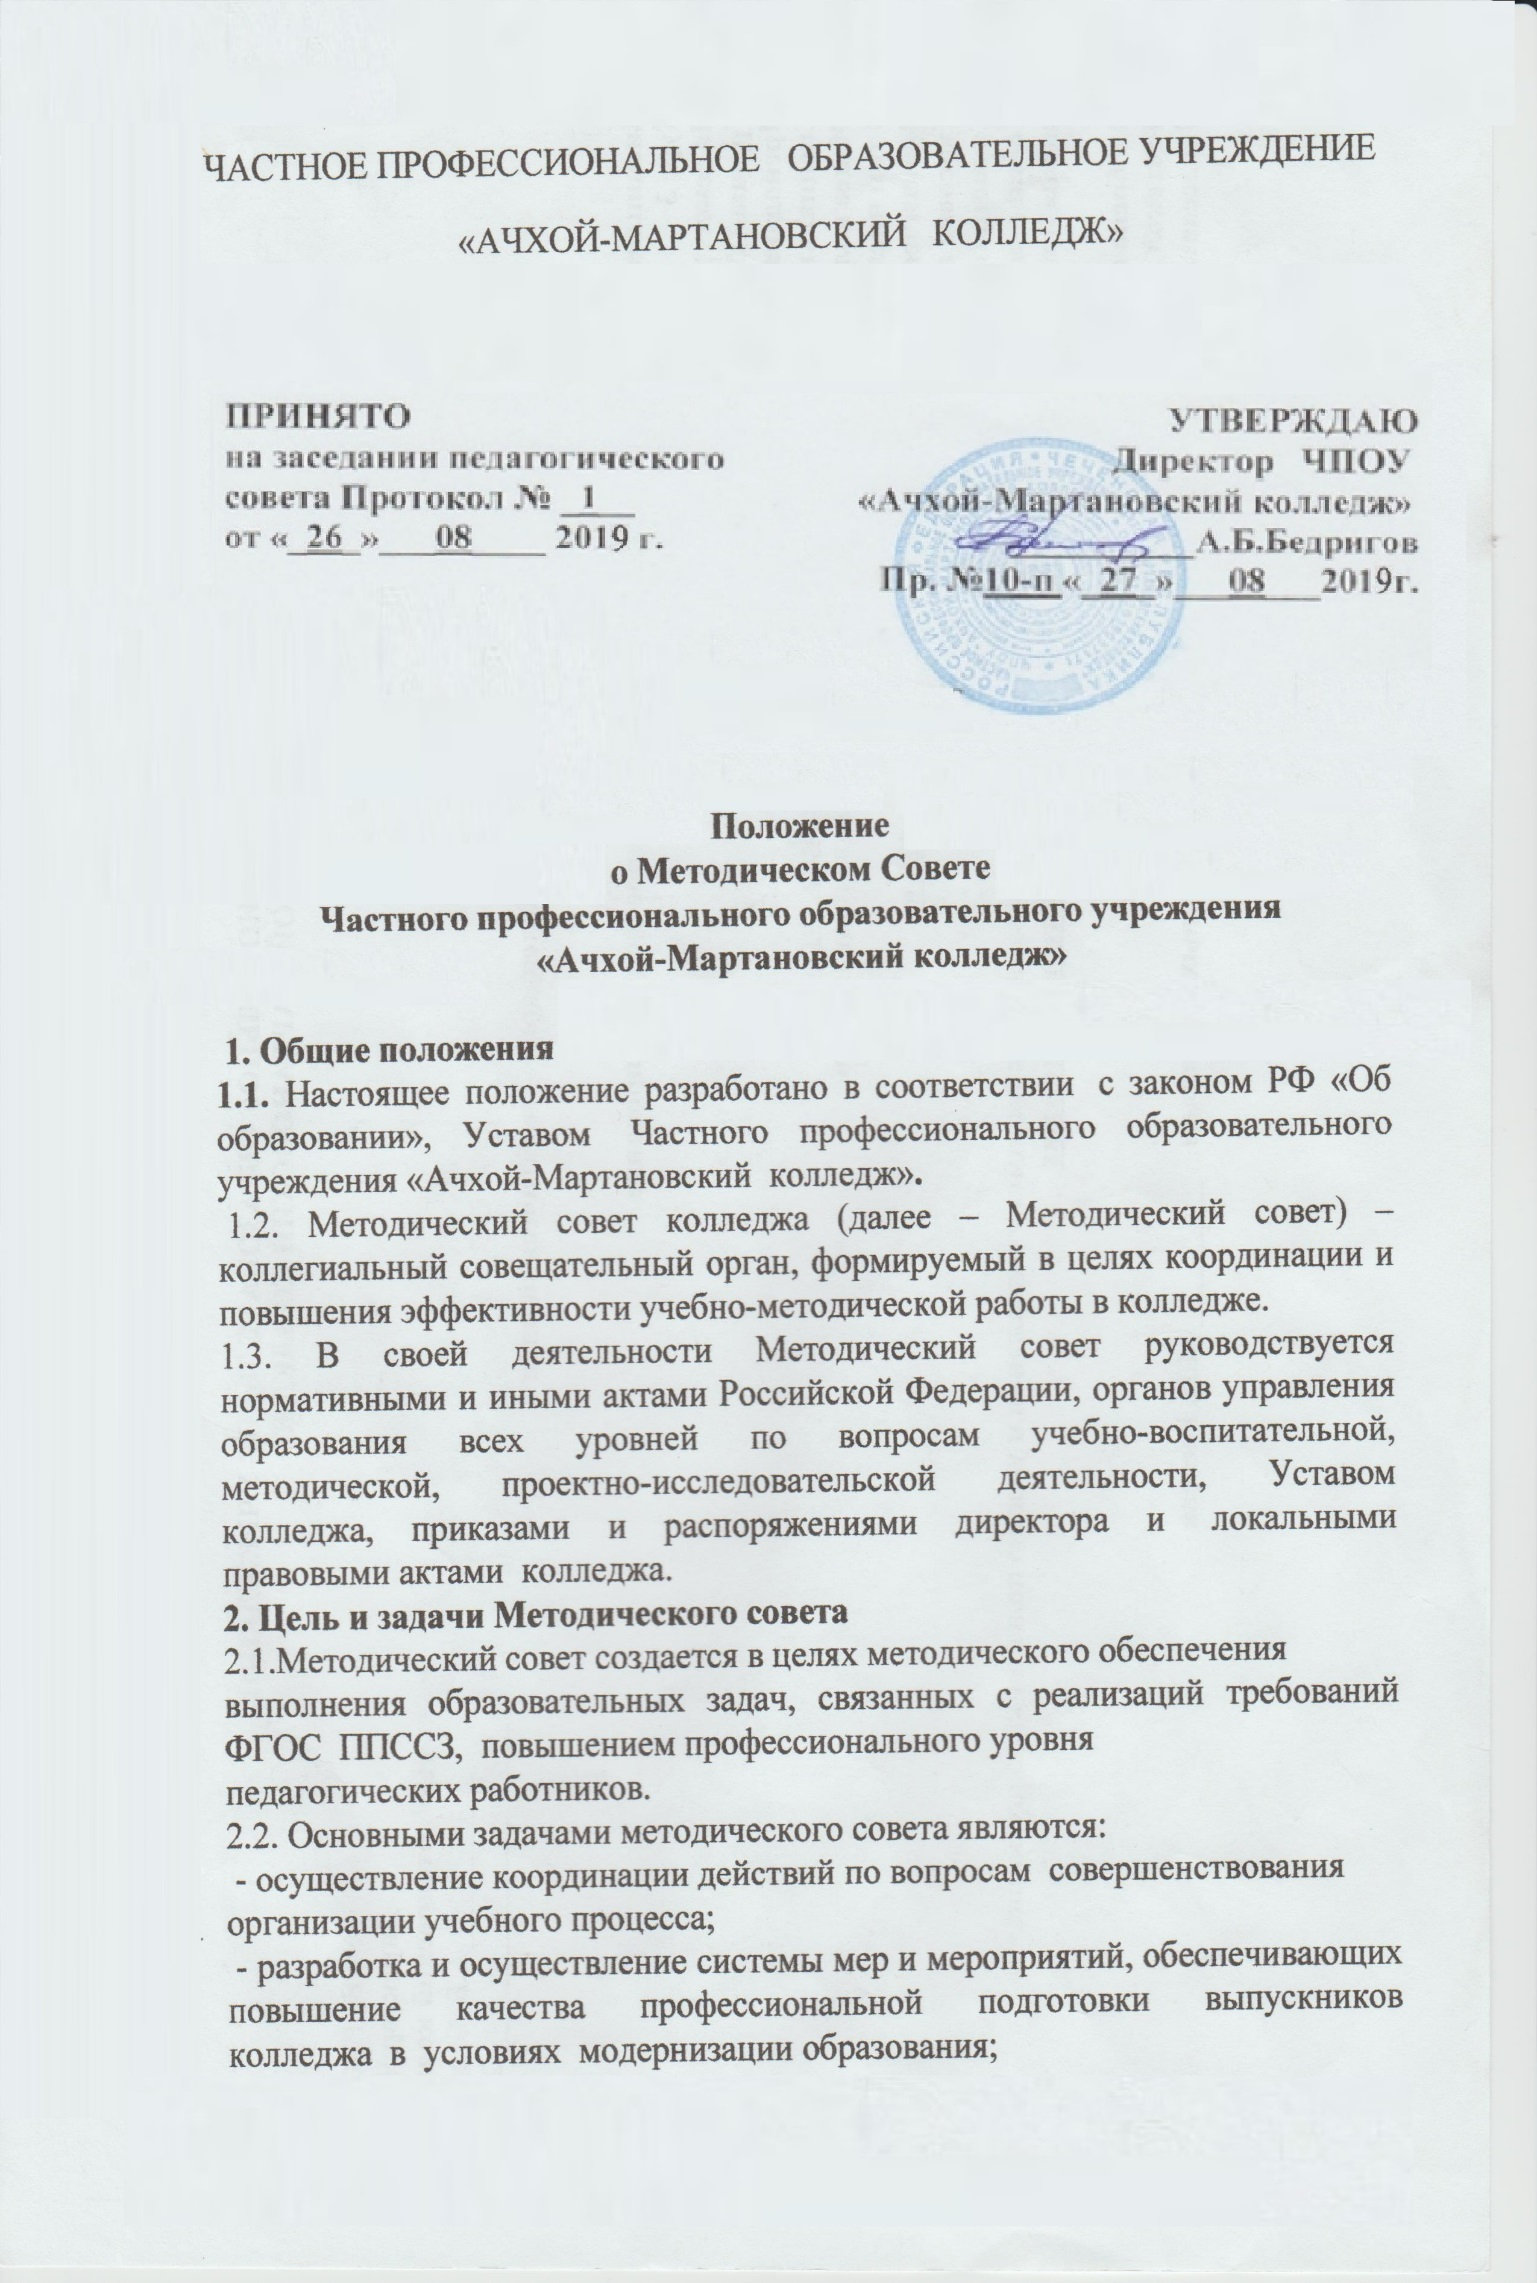 ЧАСТНОЕ ПРОФЕССИОНАЛЬНОЕ ОБРАЗОВАТЕЛЬНОЕ УЧРЕЖДЕНИЕ
«АЧХОЙ-МАРТАНОВСКИЙ КОЛЛЕДЖ»
ПРИНЯТО
на заседании педагогического
совета Протокол № 1
от « 26 » 08 2019 г.
УТВЕРЖДАЮ
Директор ЧПОУ
«Ачхой-Мартановский колледж»
А.Б.Бедригов
Пр. №10-п « 27 » 08 2019г.
РОССИЙСКАЯ ФЕДЕРАЦИЯ
Положение
о Методическом Совете
Частного профессионального образовательного учреждения
«Ачхой-Мартановский колледж»
1. Общие положения
1.1. Настоящее положение разработано в соответствии с законом РФ «Об
образовании», Уставом Частного профессионального образовательного
учреждения «Ачхой-Мартановский колледж».
1.2. Методический совет колледжа (далее – Методический совет) –
коллегиальный совещательный орган, формируемый в целях координации и
повышения эффективности учебно-методической работы в колледже.
1.3. В своей деятельности Методический совет руководствуется
нормативными и иными актами Российской Федерации, органов управления
образования всех уровней по вопросам учебно-воспитательной,
методической, проектно-исследовательской деятельности, Уставом
колледжа, приказами и распоряжениями директора и локальными
правовыми актами колледжа.
2. Цель и задачи Методического совета
2.1.Методический совет создается в целях методического обеспечения
выполнения образовательных задач, связанных с реализаций требований
ФГОС ППССЗ, повышением профессионального уровня
педагогических работников.
2.2. Основными задачами методического совета являются:
- осуществление координации действий по вопросам совершенствования
организации учебного процесса;
- разработка и осуществление системы мер и мероприятий, обеспечивающих
повышение качества профессиональной подготовки выпускников
колледжа в условиях модернизации образования;